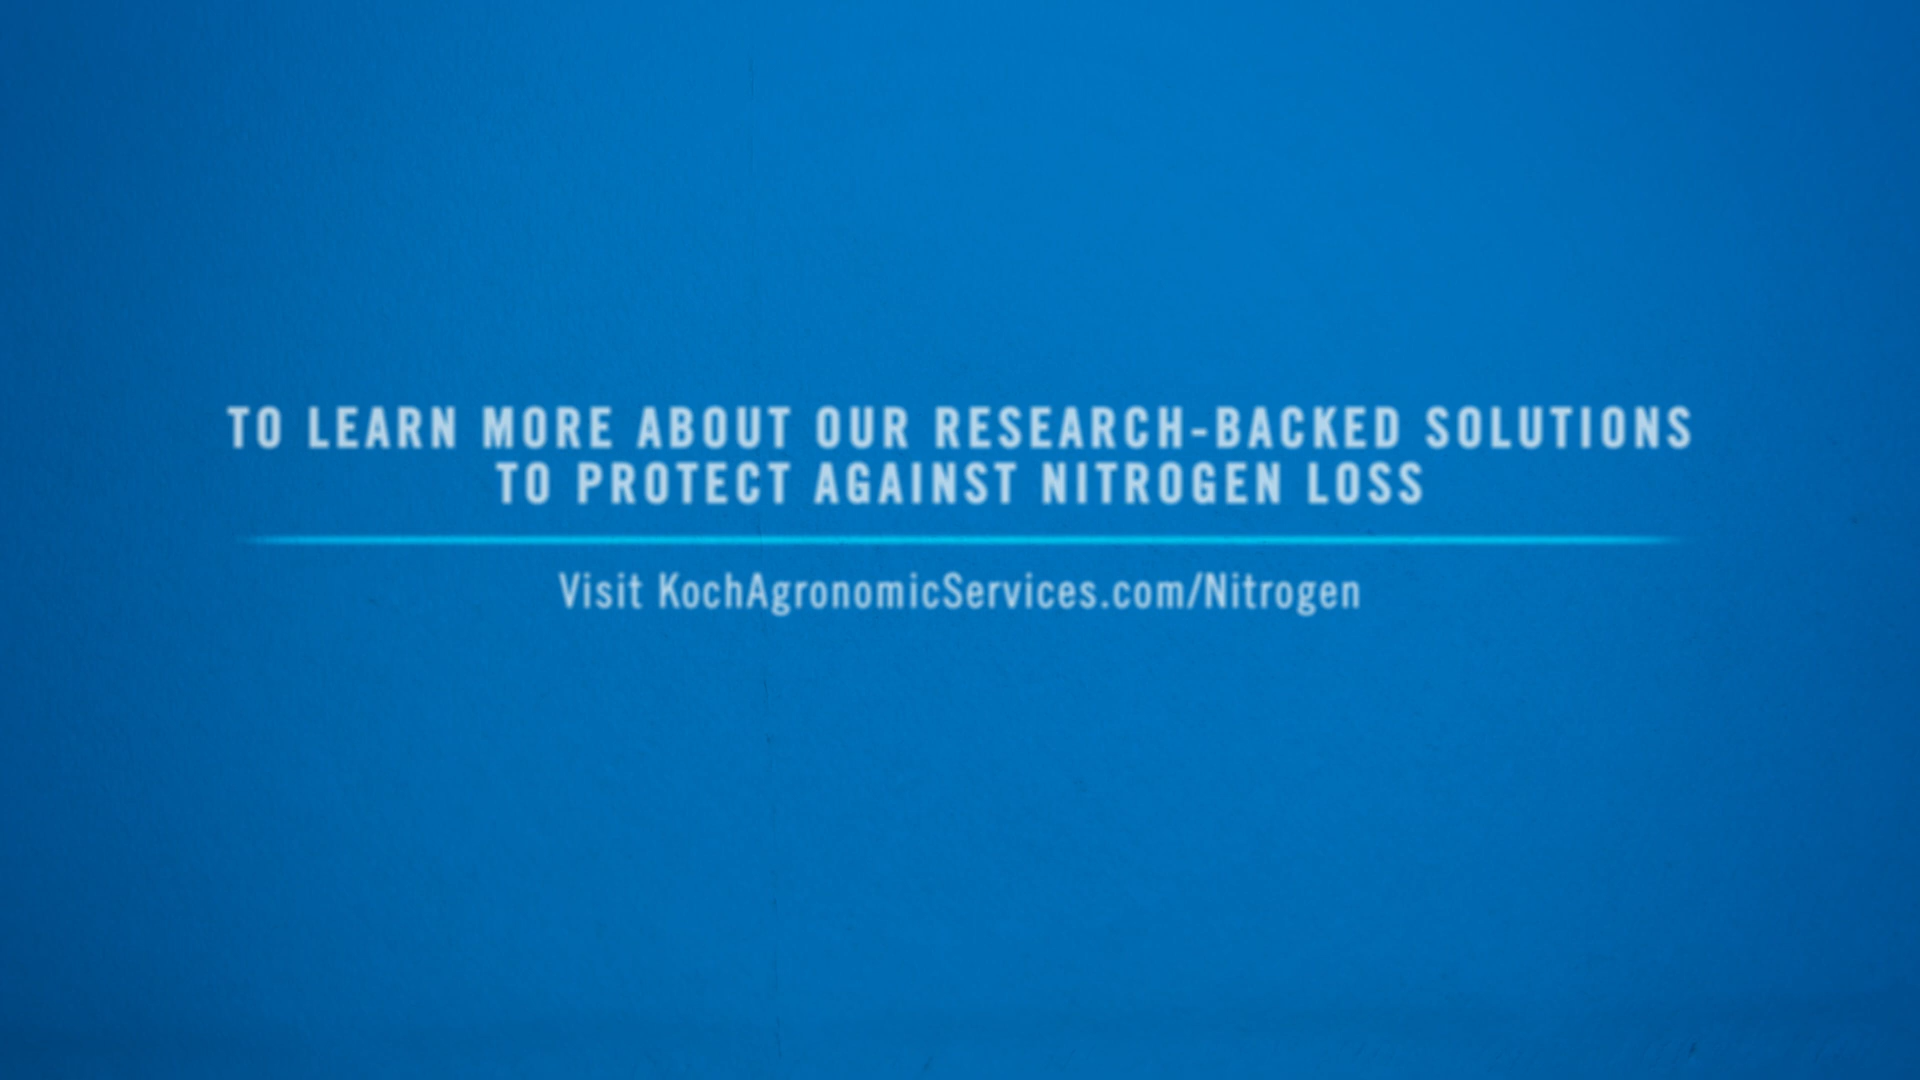 TO LEARN MORE ABOUT OUR RESEARCH-BACKED SOLUTIONS
TO PROTECT AGAINST NITROGEN LOSS
Visit KochAgronomicServices.com/Nitrogen